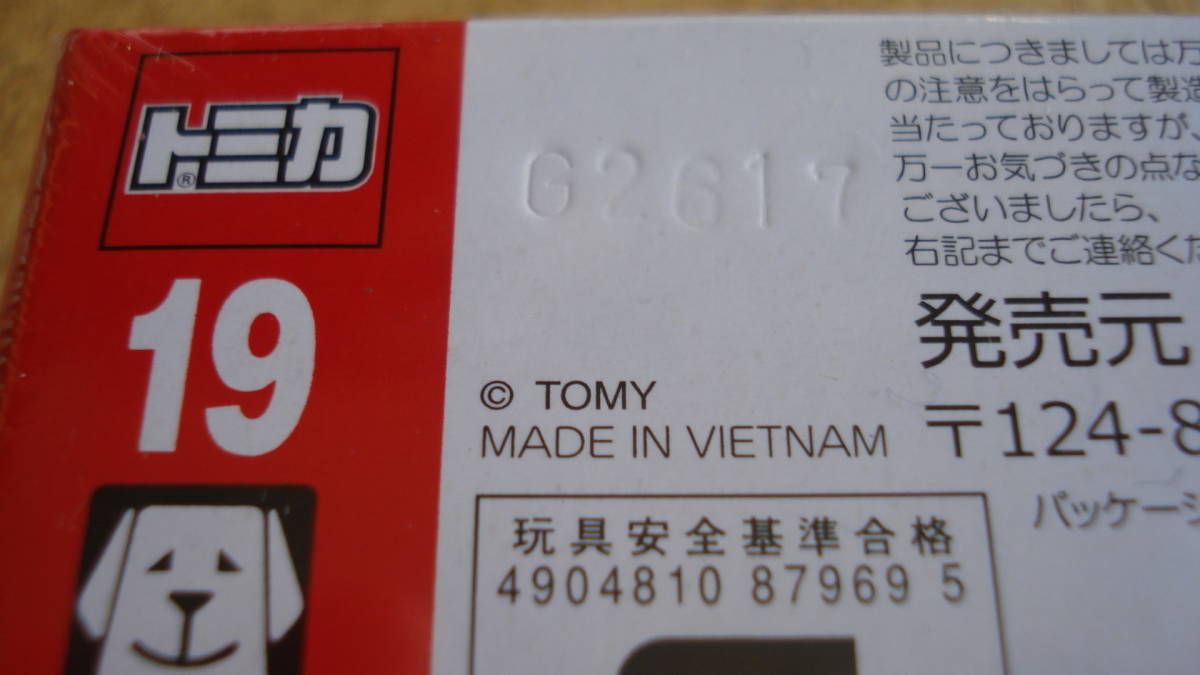 トミカ®
19
G2617
製品につきましては万
の注意をはらって製造
当たっておりますが、
万一お気づきの点な
ございましたら、
右記までご連絡くだ
発売元
© TOMY
MADE IN VIETNAM
〒124-8
パッケージ
玩具安全基準合格
4904810 87969 5